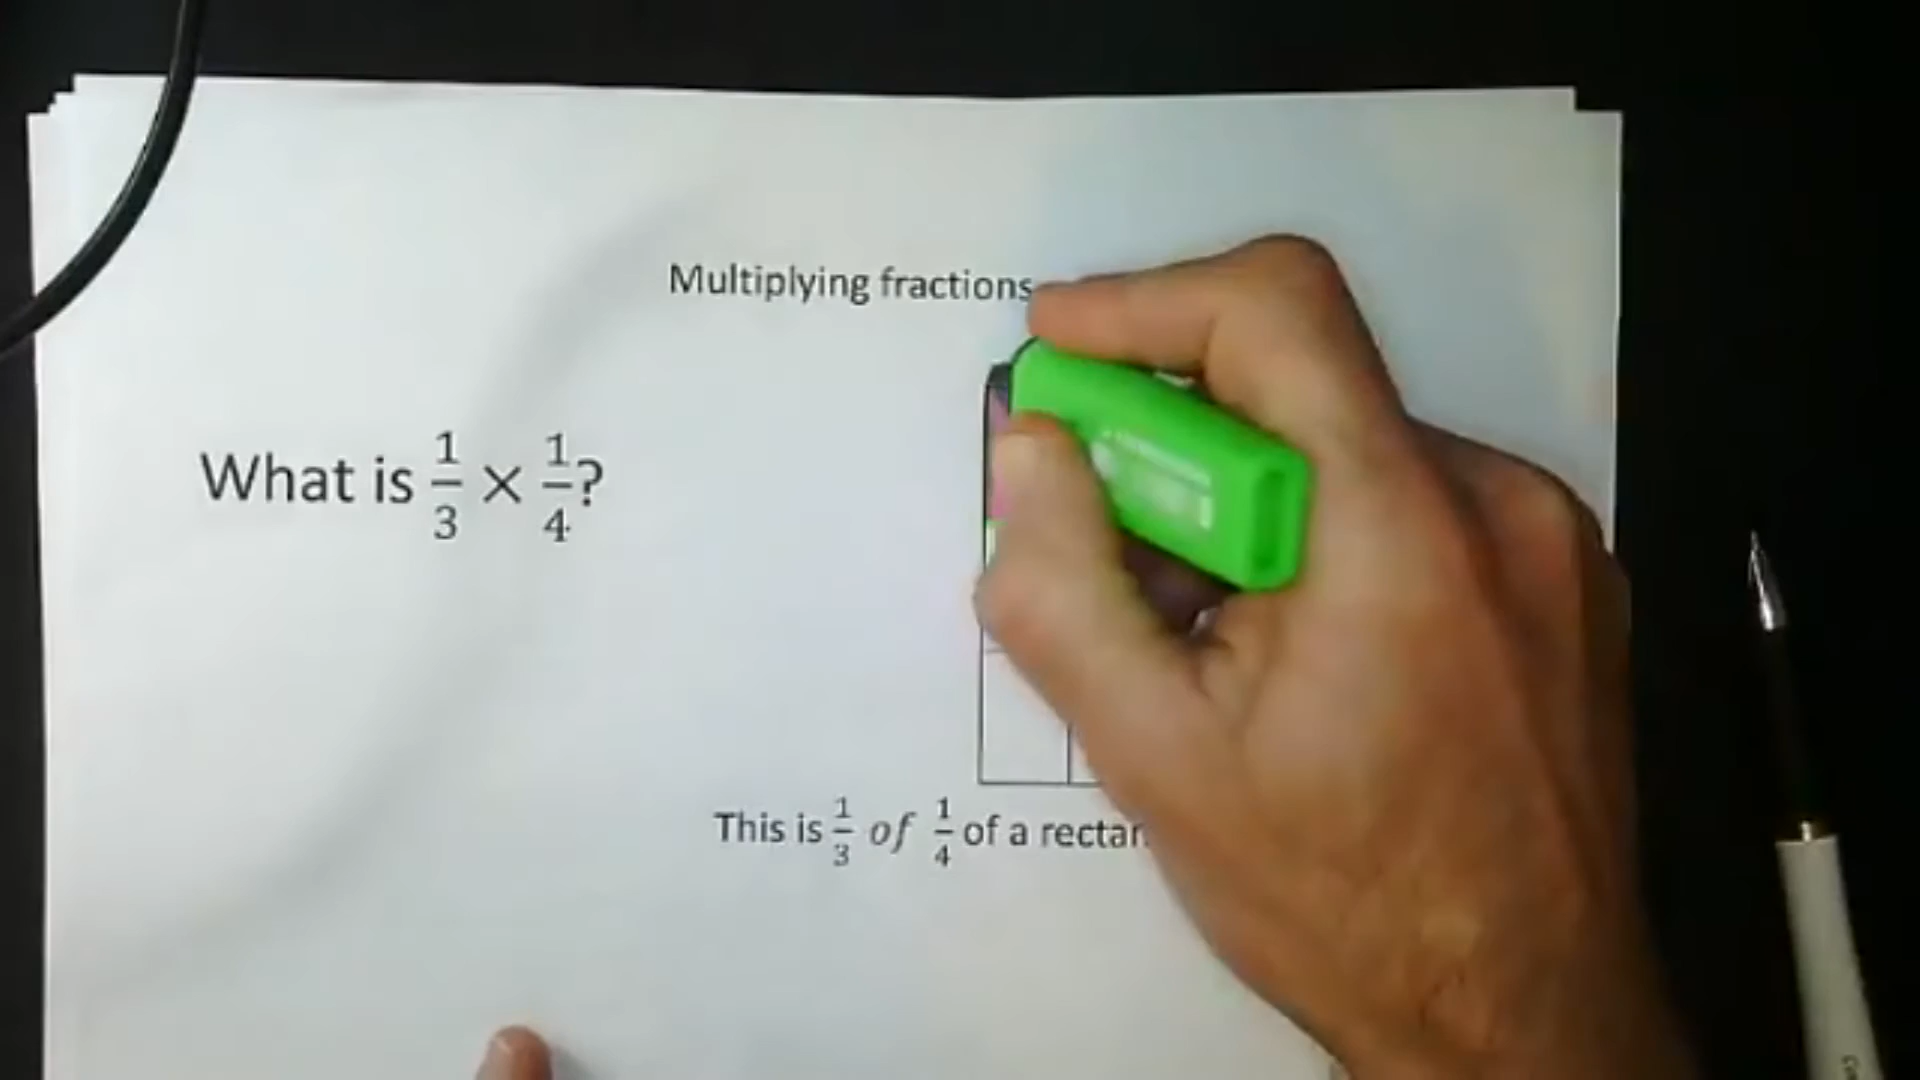 Multiplying fractions
What is 1/3 × 1/4?
This is 1/3 of 1/4 of a rectan